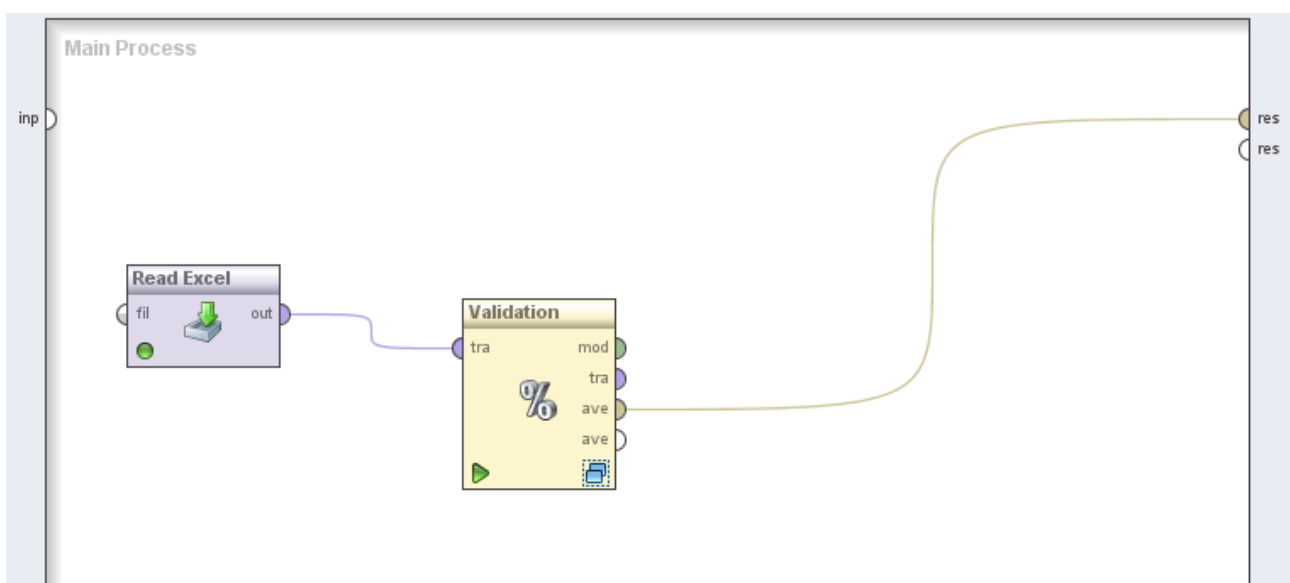 Main Process
inp
res
res
Read Excel
fil
out
Validation
tra
mod
tra
ave
ave